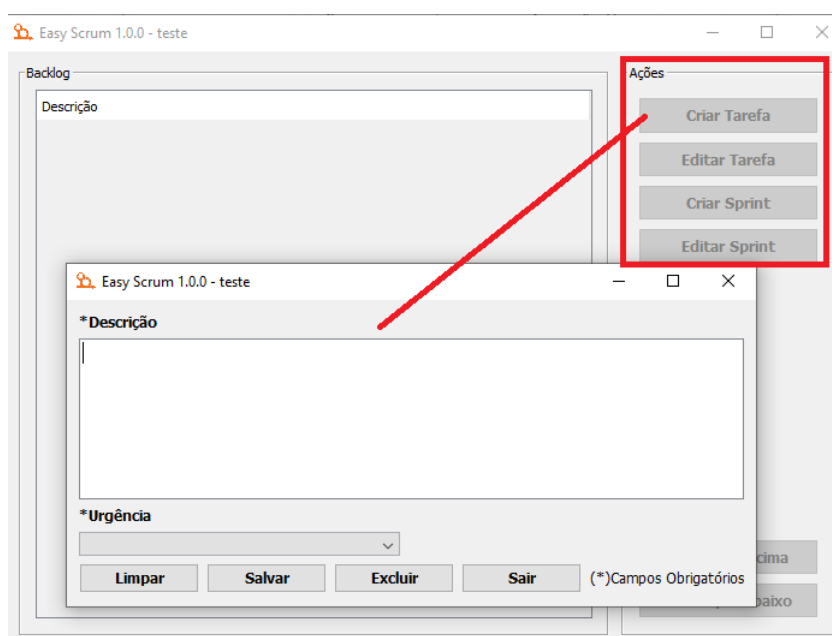 Easy Scrum 1.0.0 - teste
Backlog
Descrição
Ações
Criar Tarefa
Editar Tarefa
Criar Sprint
Editar Sprint
Easy Scrum 1.0.0 - teste
*Descrição
*Urgência
Limpar Salvar Excluir Sair (*)Campos Obrigatórios